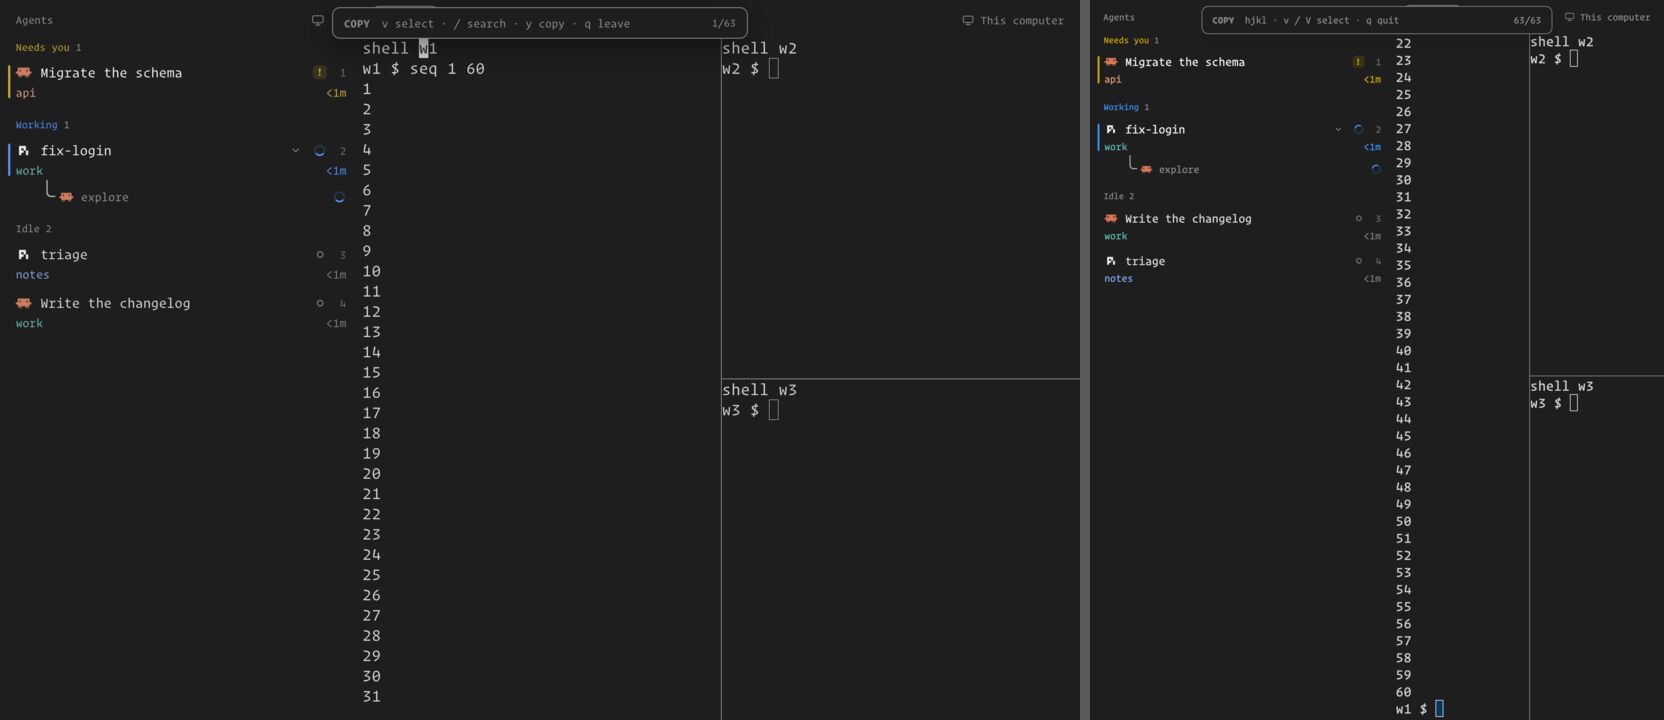 Agents
COPY v select · / search · y copy · q leave 1/63
This computer
Needs you 1
Migrate the schema ! 1
api <1m
Working 1
fix-login 2
work <1m
explore
Idle 2
triage 3
notes <1m
Write the changelog 4
work <1m
shell w1
w1 $ seq 1 60
1
2
3
4
5
6
7
8
9
10
11
12
13
14
15
16
17
18
19
20
21
22
23
24
25
26
27
28
29
30
31
shell w2
w2 $
shell w3
w3 $
Agents
COPY hjkl · v / V select · q quit 63/63
This computer
Needs you 1
Migrate the schema ! 1
api <1m
Working 1
fix-login 2
work <1m
explore
Idle 2
Write the changelog 3
work <1m
triage 4
notes <1m
22
23
24
25
26
27
28
29
30
31
32
33
34
35
36
37
38
39
40
41
42
43
44
45
46
47
48
49
50
51
52
53
54
55
56
57
58
59
60
w1 $
shell w2
w2 $
shell w3
w3 $